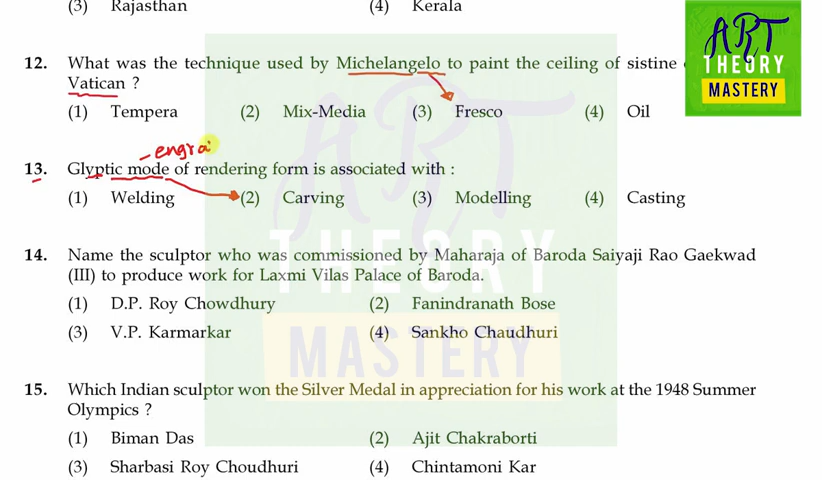 (3) Rajasthan (4) Kerala
12. What was the technique used by Michelangelo to paint the ceiling of sistine
Vatican ?
(1) Tempera (2) Mix-Media (3) Fresco (4) Oil
- engra
13. Glyptic mode of rendering form is associated with :
(1) Welding (2) Carving (3) Modelling (4) Casting
14. Name the sculptor who was commissioned by Maharaja of Baroda Saiyaji Rao Gaekwad
(III) to produce work for Laxmi Vilas Palace of Baroda.
(1) D.P. Roy Chowdhury (2) Fanindranath Bose
(3) V.P. Karmarkar (4) Sankho Chaudhuri
15. Which Indian sculptor won the Silver Medal in appreciation for his work at the 1948 Summer
Olympics ?
(1) Biman Das (2) Ajit Chakraborti
(3) Sharbasi Roy Choudhuri (4) Chintamoni Kar
ART
THEORY
MASTERY
ART
THEORY
MASTERY